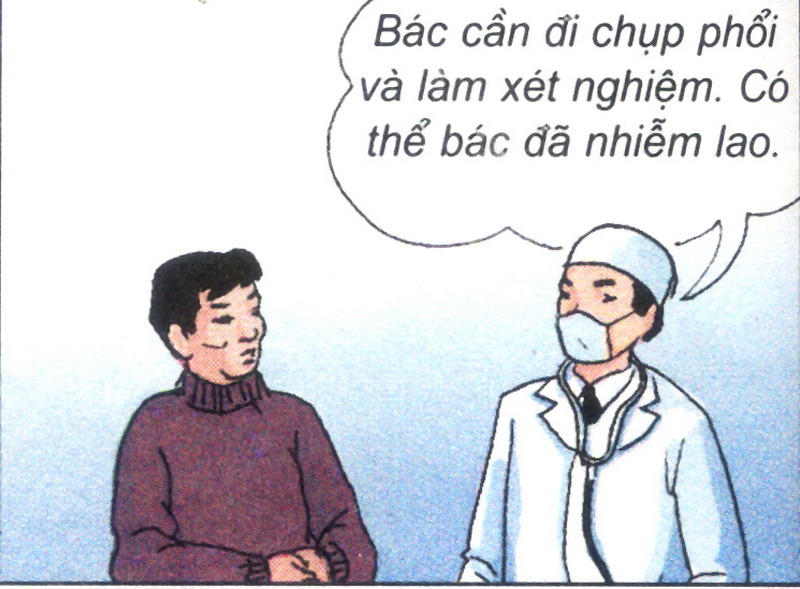 Bác cần đi chụp phổi
và làm xét nghiệm. Có
thể bác đã nhiễm lao.